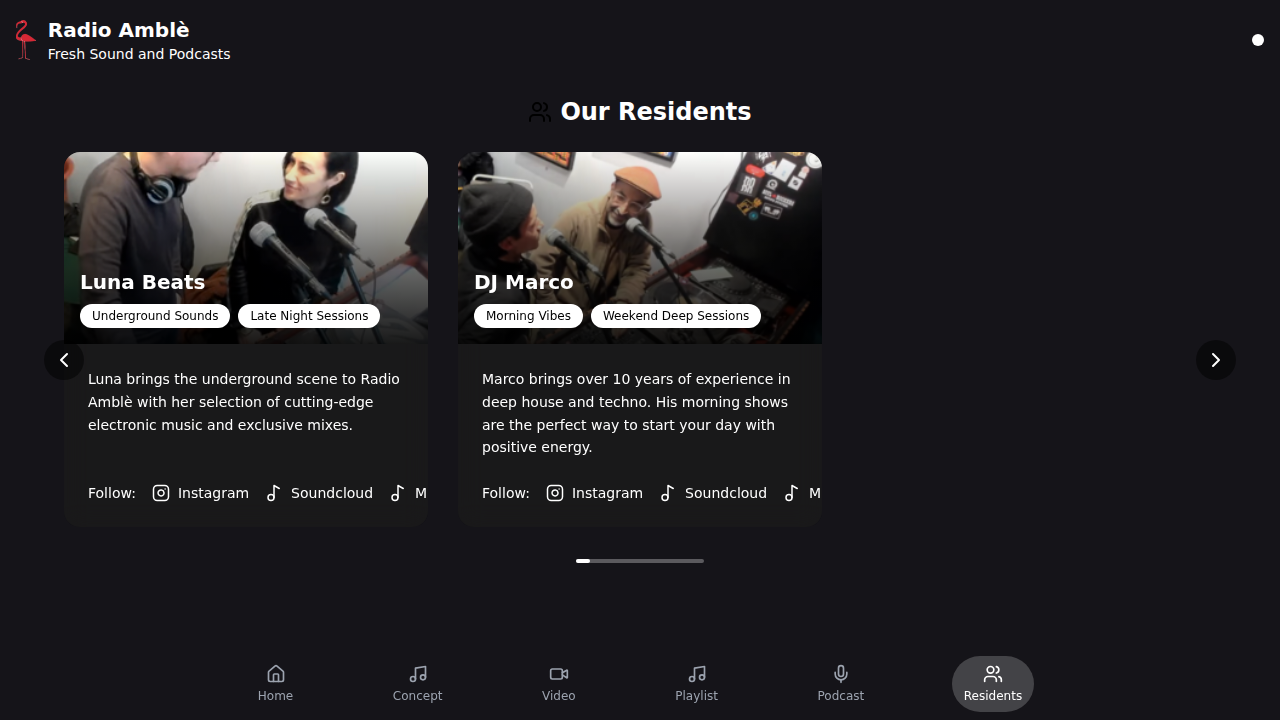 Radio Amblè
Fresh Sound and Podcasts
Our Residents
Luna Beats
Underground Sounds
Late Night Sessions
Luna brings the underground scene to Radio
Amblè with her selection of cutting-edge
electronic music and exclusive mixes.
Follow: Instagram Soundcloud M
DJ Marco
Morning Vibes
Weekend Deep Sessions
Marco brings over 10 years of experience in
deep house and techno. His morning shows
are the perfect way to start your day with
positive energy.
Follow: Instagram Soundcloud M
Home
Concept
Video
Playlist
Podcast
Residents